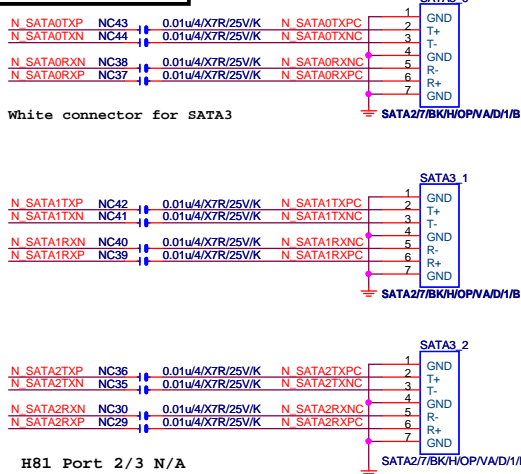 SATA3_0
N_SATA0TXP NC43 0.01u/4/X7R/25V/K N_SATA0TXPC 1 GND
N_SATA0TXN NC44 0.01u/4/X7R/25V/K N_SATA0TXNC 2 T+
3 T-
4 GND
N_SATA0RXN NC38 0.01u/4/X7R/25V/K N_SATA0RXNC 5 R-
N_SATA0RXP NC37 0.01u/4/X7R/25V/K N_SATA0RXPC 6 R+
7 GND
White connector for SATA3
SATA2/7/BK/H/OP/VA/D/1/B
SATA3_1
1 GND
N_SATA1TXP NC42 0.01u/4/X7R/25V/K N_SATA1TXPC 2 T+
N_SATA1TXN NC41 0.01u/4/X7R/25V/K N_SATA1TXNC 3 T-
4 GND
N_SATA1RXN NC40 0.01u/4/X7R/25V/K N_SATA1RXNC 5 R-
N_SATA1RXP NC39 0.01u/4/X7R/25V/K N_SATA1RXPC 6 R+
7 GND
SATA2/7/BK/H/OP/VA/D/1/B
SATA3_2
1 GND
N_SATA2TXP NC36 0.01u/4/X7R/25V/K N_SATA2TXPC 2 T+
N_SATA2TXN NC35 0.01u/4/X7R/25V/K N_SATA2TXNC 3 T-
4 GND
N_SATA2RXN NC30 0.01u/4/X7R/25V/K N_SATA2RXNC 5 R-
N_SATA2RXP NC29 0.01u/4/X7R/25V/K N_SATA2RXPC 6 R+
7 GND
H81 Port 2/3 N/A
SATA2/7/BK/H/OP/VA/D/1/